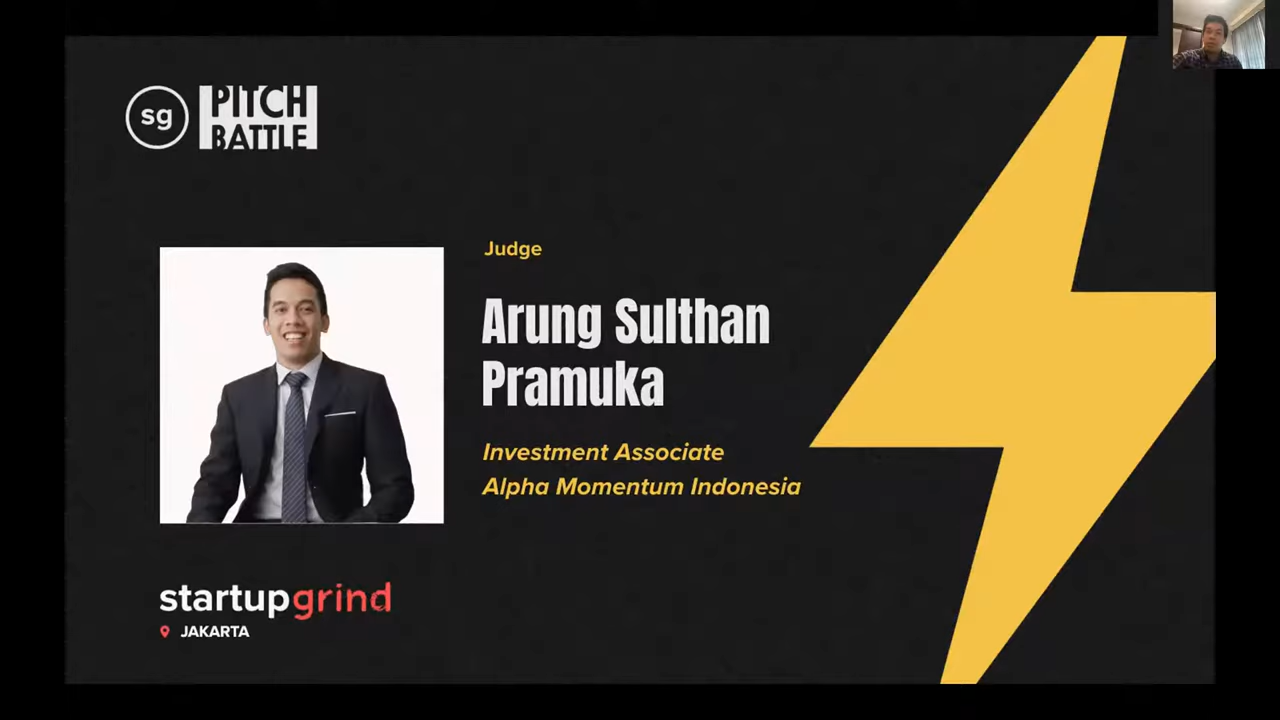 sg
PITCH
BATTLE
Judge
Arung Sulthan
Pramuka
Investment Associate
Alpha Momentum Indonesia
startupgrind
JAKARTA